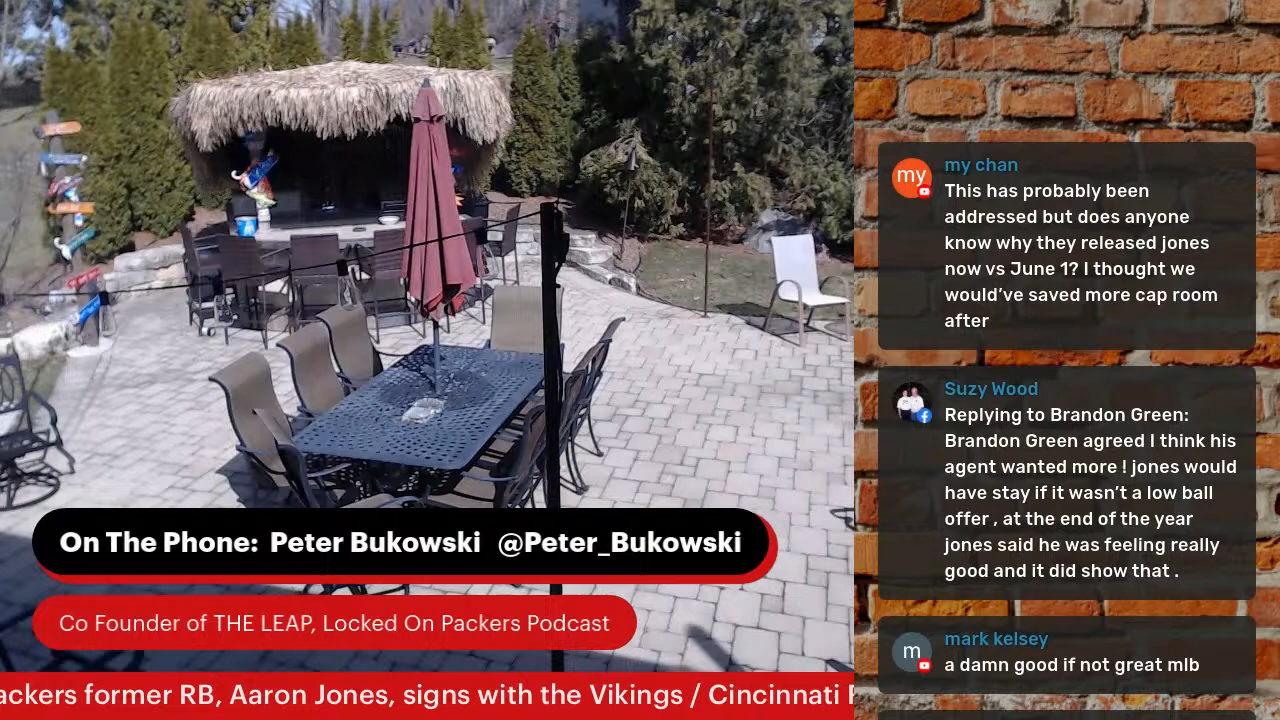 my
my chan
This has probably been
addressed but does anyone
know why they released jones
now vs June 1? I thought we
would’ve saved more cap room
after
Suzy Wood
Replying to Brandon Green:
Brandon Green agreed I think his
agent wanted more ! jones would
have stay if it wasn’t a low ball
offer , at the end of the year
jones said he was feeling really
good and it did show that .
m
mark kelsey
a damn good if not great mlb
On The Phone: Peter Bukowski @Peter_Bukowski
Co Founder of THE LEAP, Locked On Packers Podcast
ackers former RB, Aaron Jones, signs with the Vikings / Cincinnati